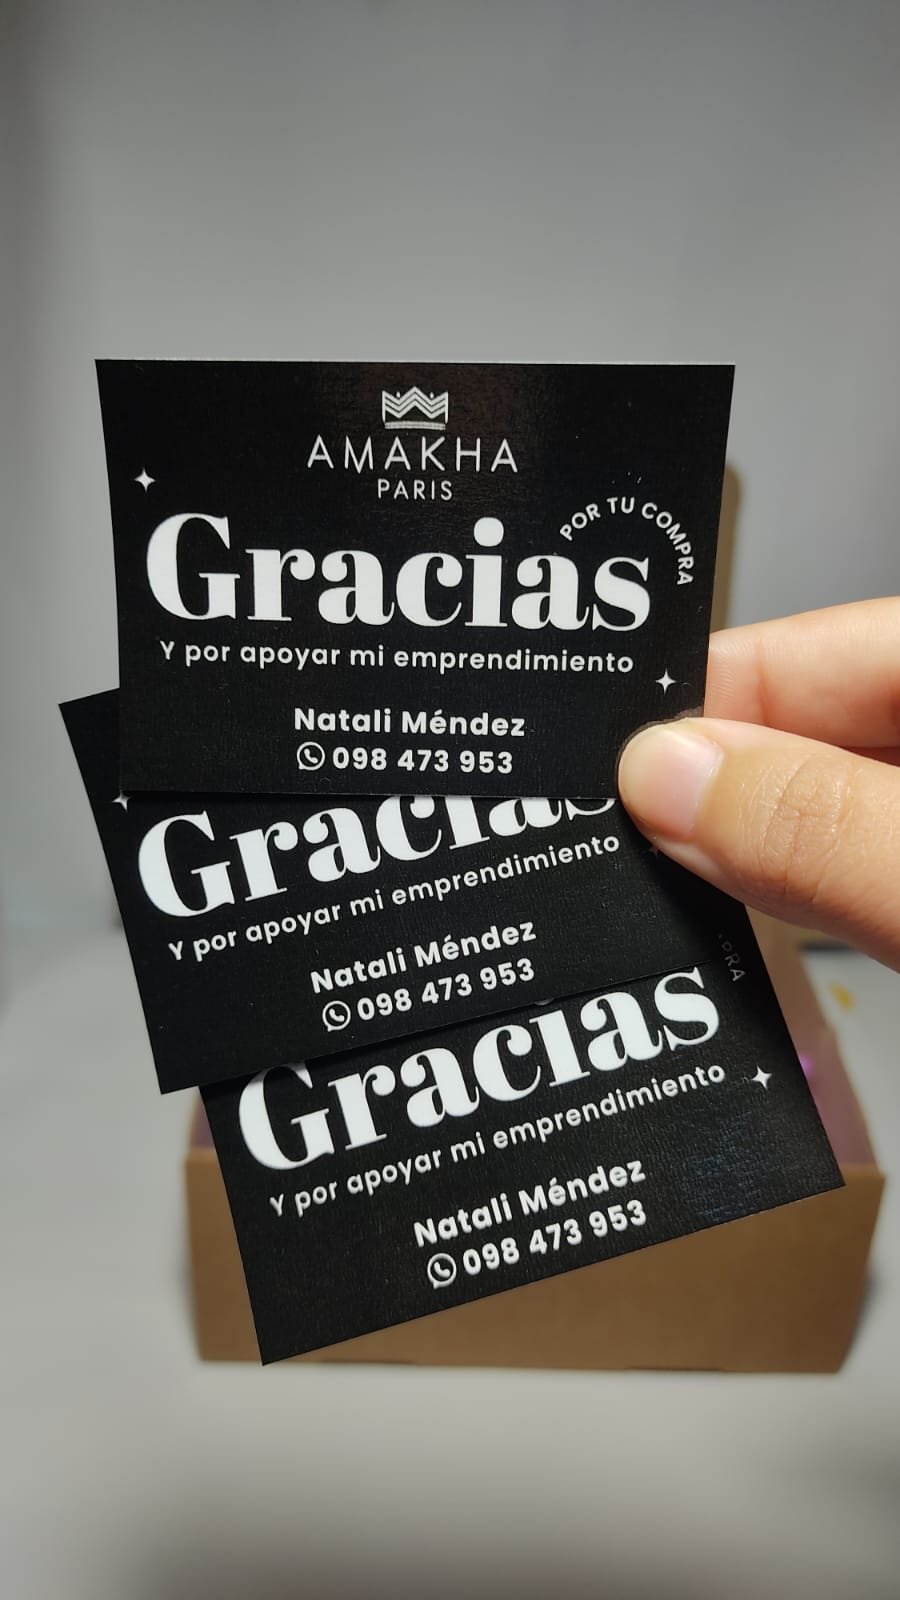 AMAKHA
PARIS
POR TU COMPRA
Gracias
Y por apoyar mi emprendimiento
Natali Méndez
098 473 953
Gracias
Y por apoyar mi emprendimiento
Natali Méndez
098 473 953
PRA
Gracias
Y por apoyar mi emprendimiento
Natali Méndez
098 473 953